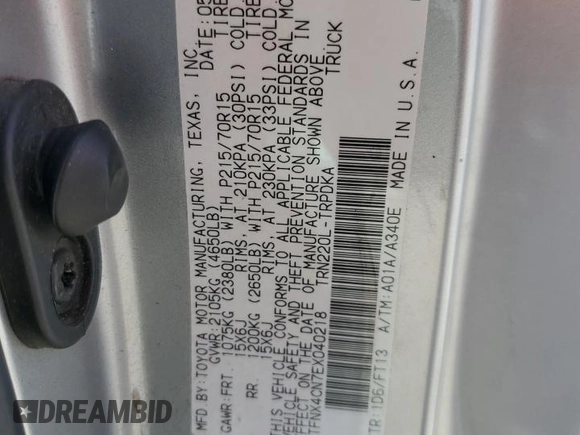 MFD.BY:TOYOTA MOTOR MANUFACTURING, TEXAS, INC.
DATE: 05
GVWR:2105KG (4650LB)
TIRE
GAWR:FRT. 1075KG (2380LB) WITH P215/70R15
15X6J RIMS, AT 210KPA (30PSI) COLD
TIRE
RR. 1200KG (2650LB) WITH P215/70R15
15X6J RIMS, AT 230KPA (33PSI) COLD
THIS VEHICLE CONFORMS TO ALL APPLICABLE FEDERAL MO
VEHICLE SAFETY AND THEFT PREVENTION STANDARDS IN
EFFECT ON THE DATE OF MANUFACTURE SHOWN ABOVE.
TFNX4CN7EX040218 TRN220L-TRPDKA TRUCK
TR:1D6/FT13 A/TM:A01A/A340E MADE IN U.S.A.
AUTOBIDCOM